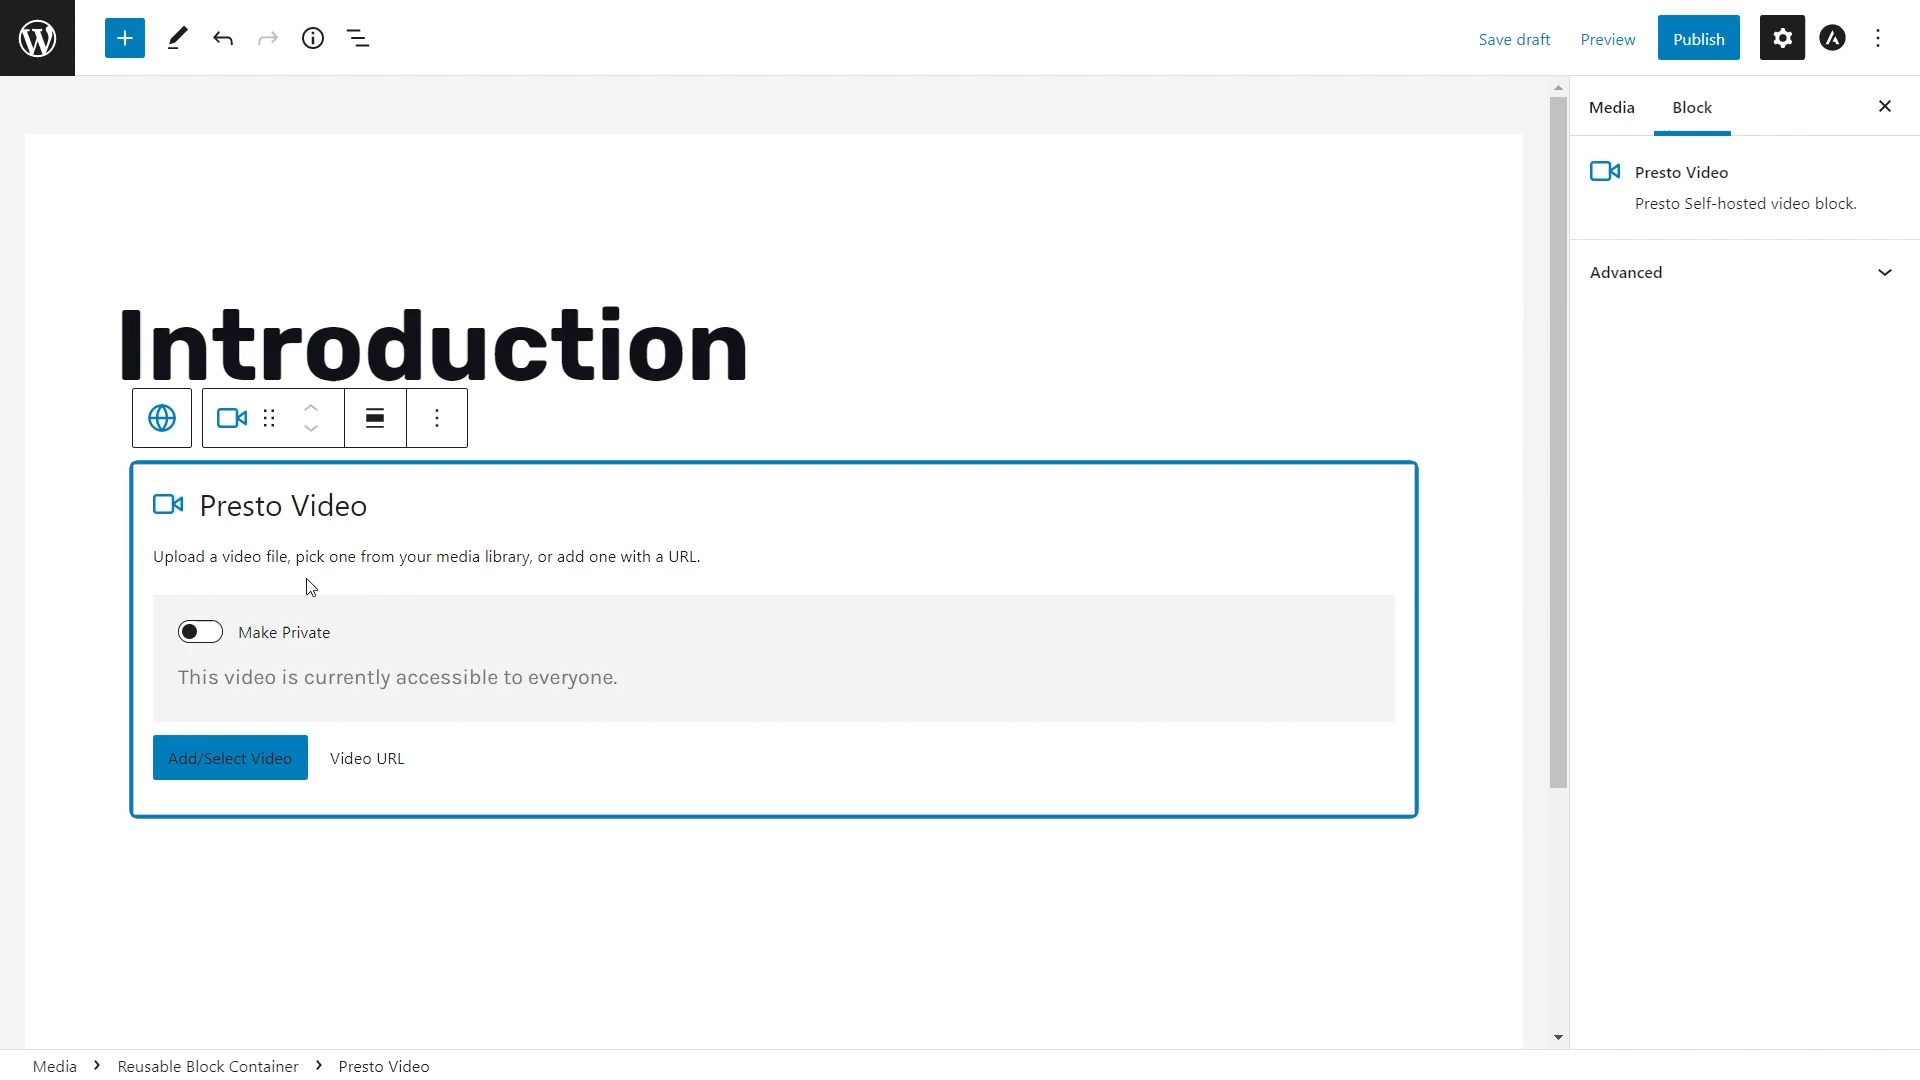 Save draft Preview Publish
Media Block
Presto Video
Presto Self-hosted video block.
Advanced
Introduction
Presto Video
Upload a video file, pick one from your media library, or add one with a URL.
Make Private
This video is currently accessible to everyone.
Add/Select Video Video URL
Media Reusable Block Container Presto Video